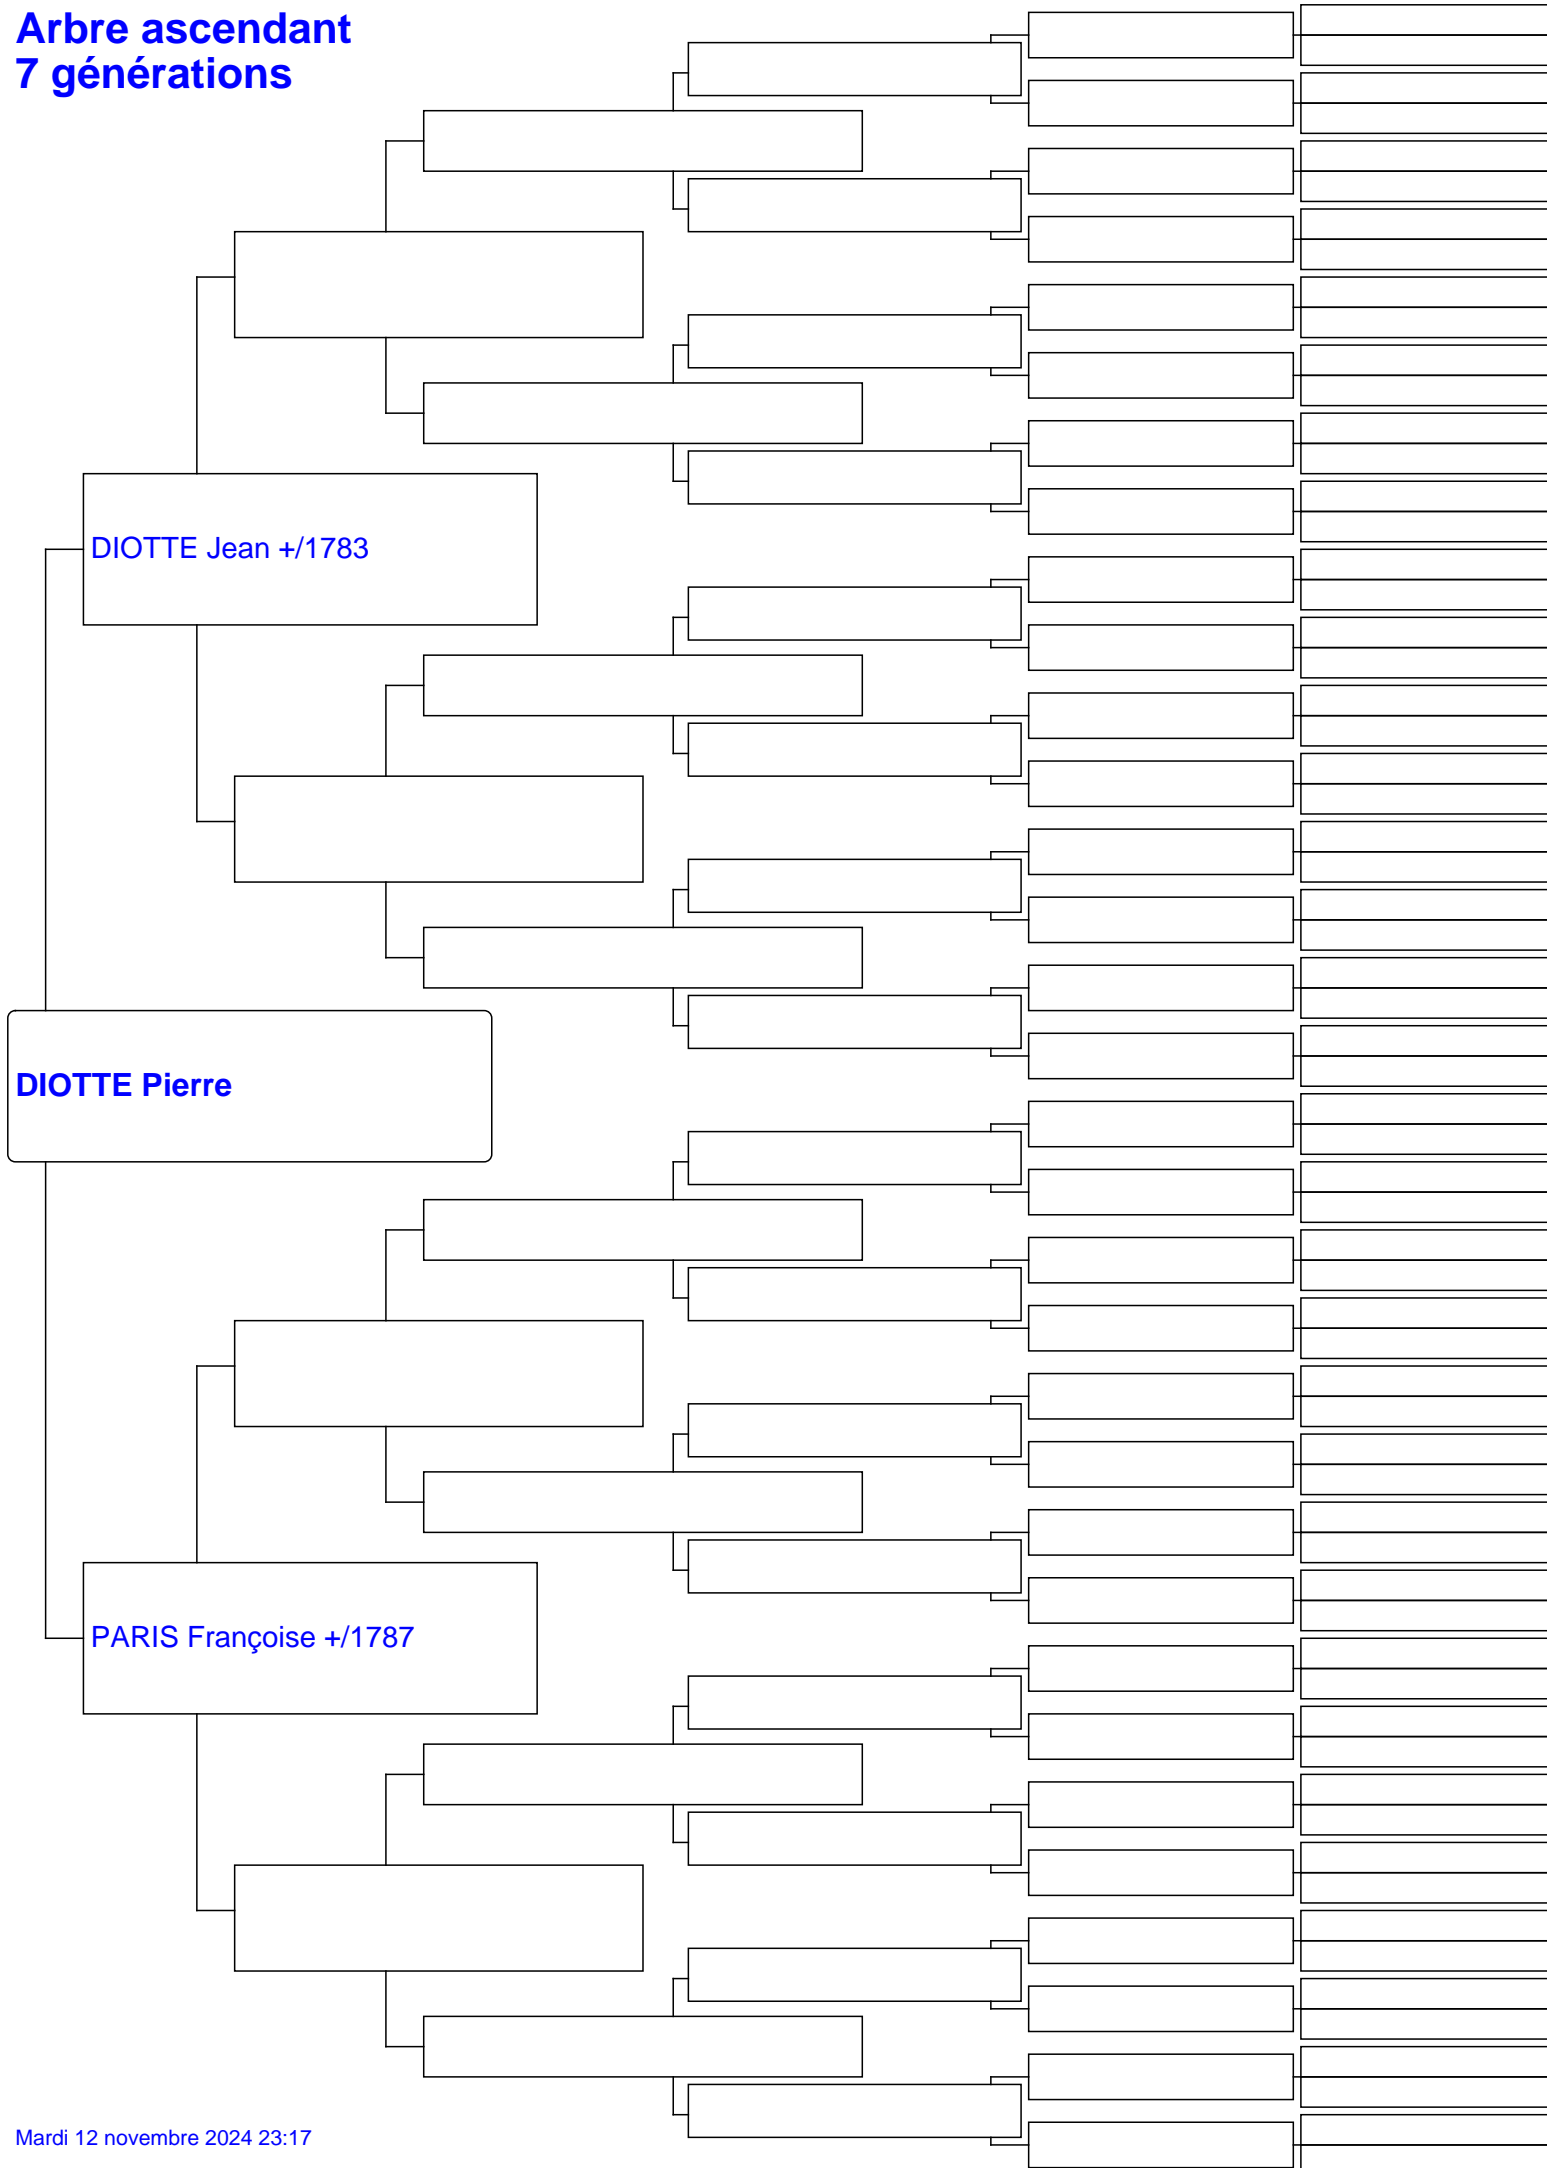 Arbre ascendant
7 générations
DIOTTE Jean +/1783
DIOTTE Pierre
PARIS Françoise +/1787
Mardi 12 novembre 2024 23:17